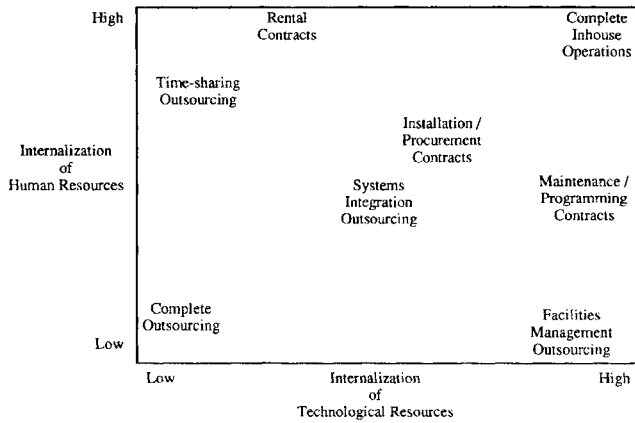 High
Rental
Contracts
Complete
Inhouse
Operations
Time-sharing
Outsourcing
Installation /
Procurement
Contracts
Internalization
of
Human Resources
Systems
Integration
Outsourcing
Maintenance /
Programming
Contracts
Complete
Outsourcing
Facilities
Management
Outsourcing
Low
Low
Internalization
of
Technological Resources
High